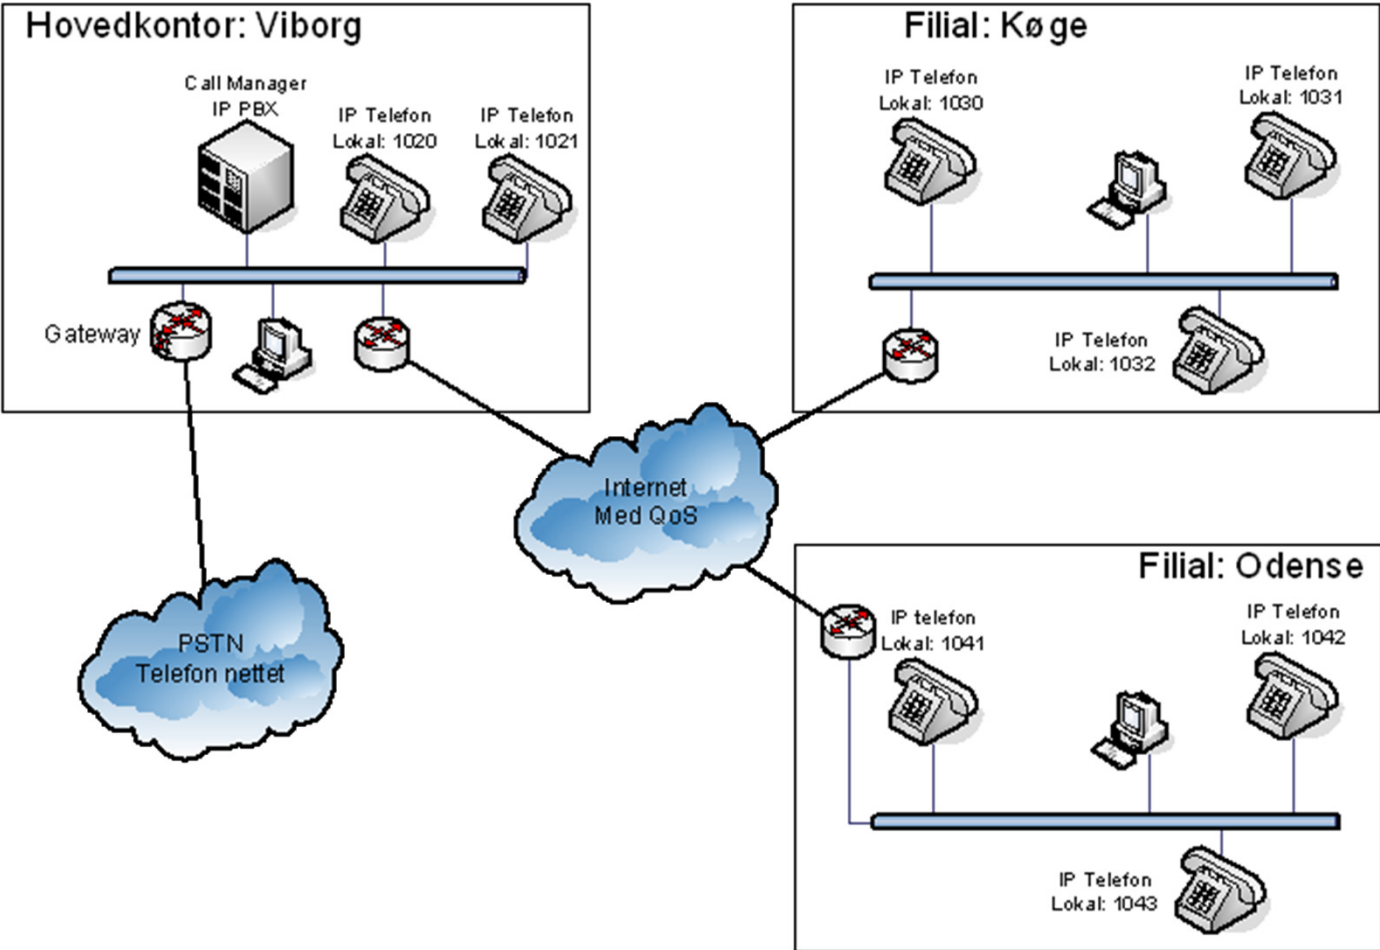 Hovedkontor: Viborg
Call Manager
IP PBX
IP Telefon
Lokal: 1020
IP Telefon
Lokal: 1021
Gateway
Filial: Køge
IP Telefon
Lokal: 1030
IP Telefon
Lokal: 1031
IP Telefon
Lokal: 1032
Internet
Med QoS
PSTN
Telefon nettet
Filial: Odense
IP telefon
Lokal: 1041
IP Telefon
Lokal: 1042
IP Telefon
Lokal: 1043